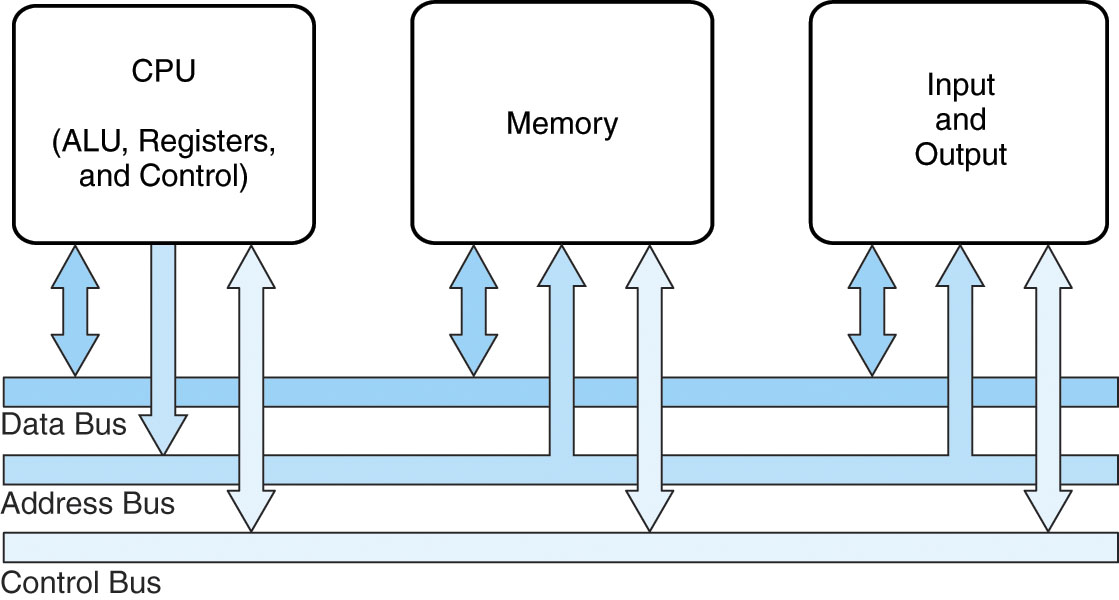 CPU
(ALU, Registers,
and Control)
Memory
Input
and
Output
Data Bus
Address Bus
Control Bus